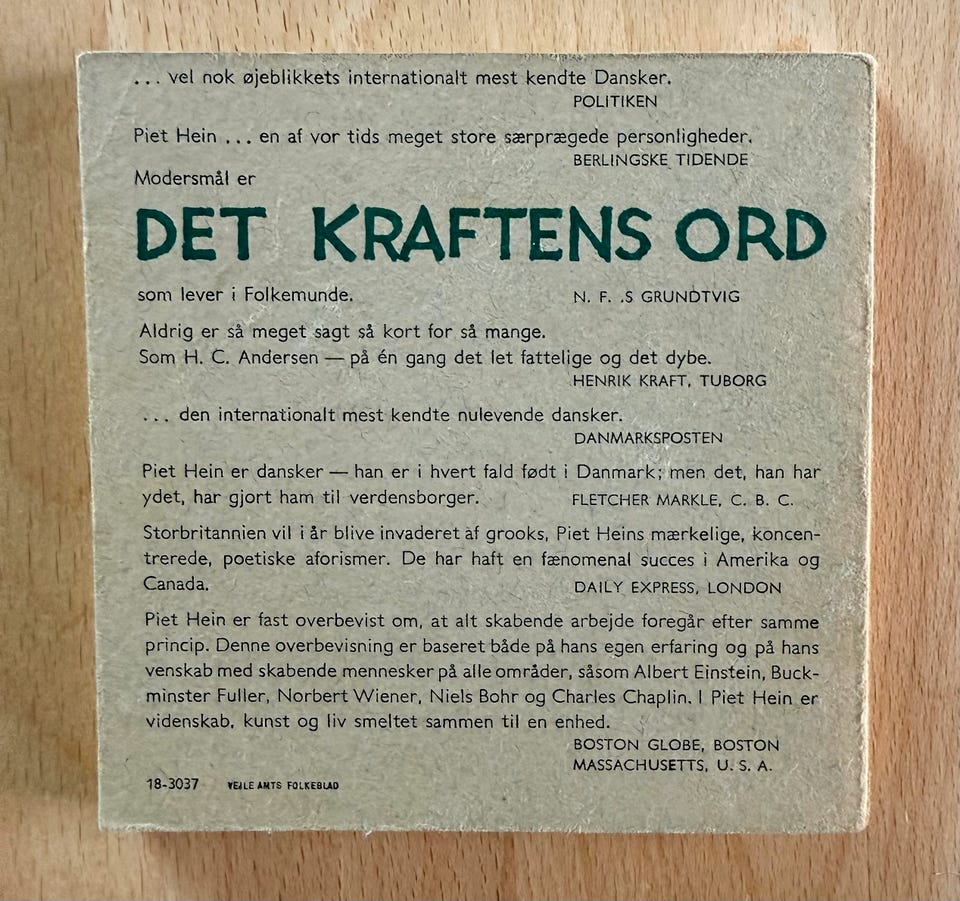 ... vel nok øjeblikkets internationalt mest kendte Dansker.
POLITIKEN
Piet Hein ... en af vor tids meget store særprægede personligheder.
BERLINGSKE TIDENDE
Modersmål er
DET KRAFTENS ORD
som lever i Folkemunde. N. F. .S GRUNDTVIG
Aldrig er så meget sagt så kort for så mange.
Som H. C. Andersen — på én gang det let fattelige og det dybe.
HENRIK KRAFT, TUBORG
... den internationalt mest kendte nulevende dansker.
DANMARKSPOSTEN
Piet Hein er dansker — han er i hvert fald født i Danmark; men det, han har
ydet, har gjort ham til verdensborger. FLETCHER MARKLE, C. B. C.
Storbritannien vil i år blive invaderet af grooks, Piet Heins mærkelige, koncen-
trerede, poetiske aforismer. De har haft en fænomenal succes i Amerika og
Canada. DAILY EXPRESS, LONDON
Piet Hein er fast overbevist om, at alt skabende arbejde foregår efter samme
princip. Denne overbevisning er baseret både på hans egen erfaring og på hans
venskab med skabende mennesker på alle områder, såsom Albert Einstein, Buck-
minster Fuller, Norbert Wiener, Niels Bohr og Charles Chaplin. I Piet Hein er
videnskab, kunst og liv smeltet sammen til en enhed.
BOSTON GLOBE, BOSTON
MASSACHUSETTS, U. S. A.
18-3037 VEJLE AMTS FOLKEBLAD